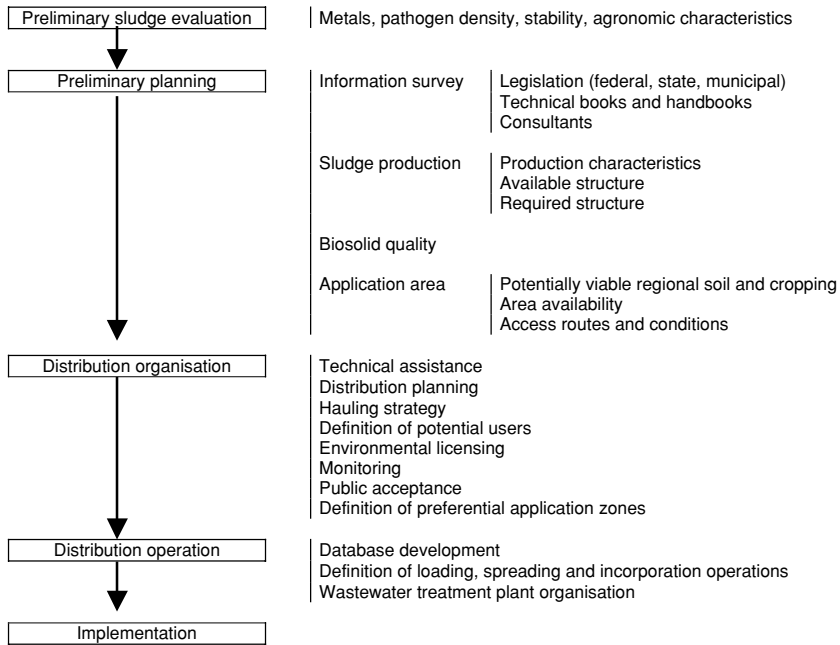 Preliminary sludge evaluation Metals, pathogen density, stability, agronomic characteristics
Preliminary planning Information survey Legislation (federal, state, municipal)
Technical books and handbooks
Consultants
Sludge production Production characteristics
Available structure
Required structure
Biosolid quality
Application area Potentially viable regional soil and cropping
Area availability
Access routes and conditions
Distribution organisation Technical assistance
Distribution planning
Hauling strategy
Definition of potential users
Environmental licensing
Monitoring
Public acceptance
Definition of preferential application zones
Distribution operation Database development
Definition of loading, spreading and incorporation operations
Wastewater treatment plant organisation
Implementation